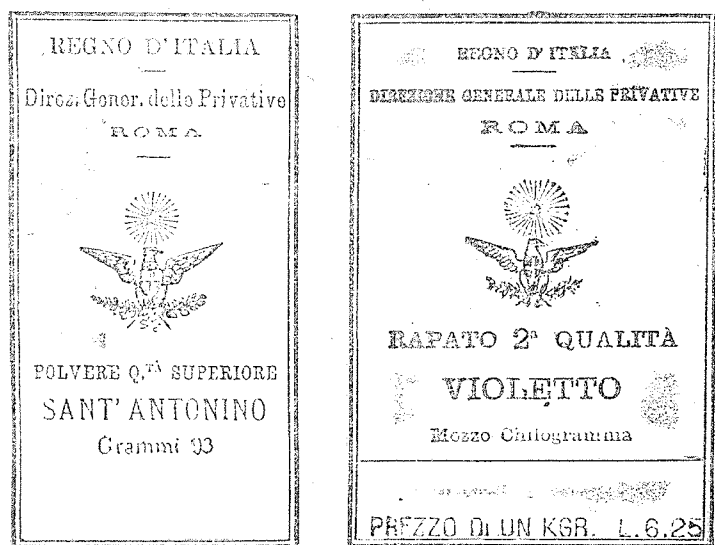 REGNO D'ITALIA
Direz. Gener. delle Privative
ROMA
POLVERE Q.TÀ SUPERIORE
SANT'ANTONINO
Grammi 93
REGNO D'ITALIA
DIREZIONE GENERALE DELLE PRIVATIVE
ROMA
RAPATO 2ª QUALITÀ
VIOLETTO
Mezzo Chilogramma
PREZZO DI UN KGR. L.6.25